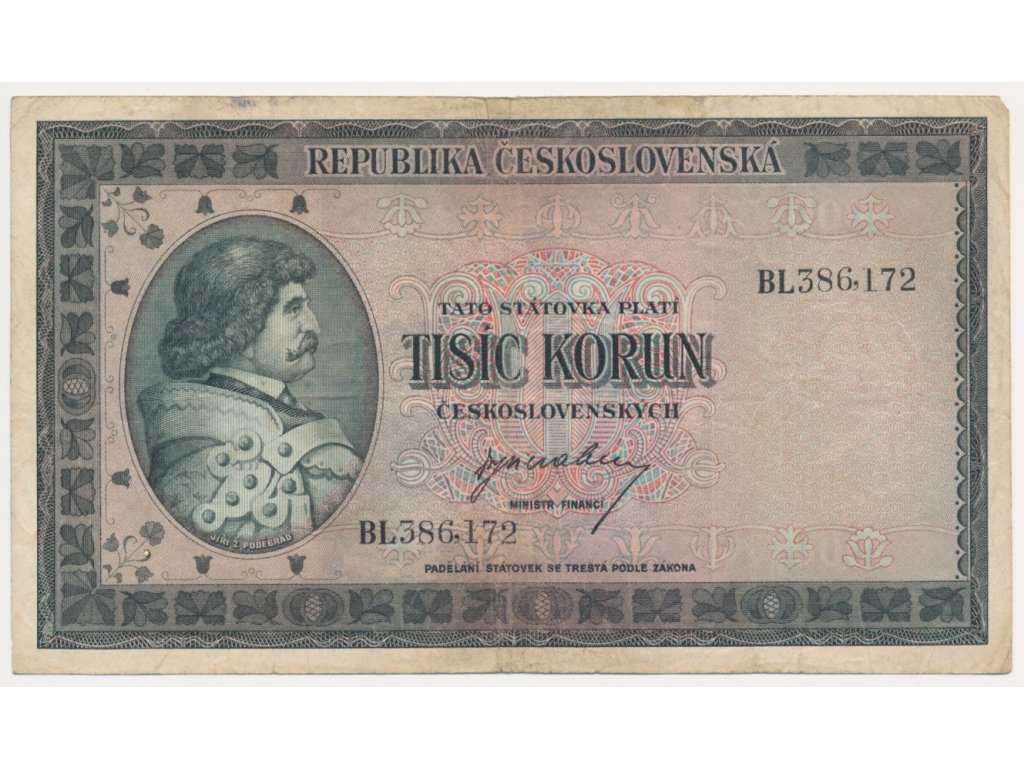 REPUBLIKA ČESKOSLOVENSKÁ
BL386,172
TATO STÁTOVKA PLATÍ
TISÍC KORUN
ČESKOSLOVENSKÝCH
MINISTR FINANCÍ
JIŘÍ Z PODĚBRAD
BL386,172
PADĚLÁNÍ STÁTOVEK SE TRESTÁ PODLE ZÁKONA